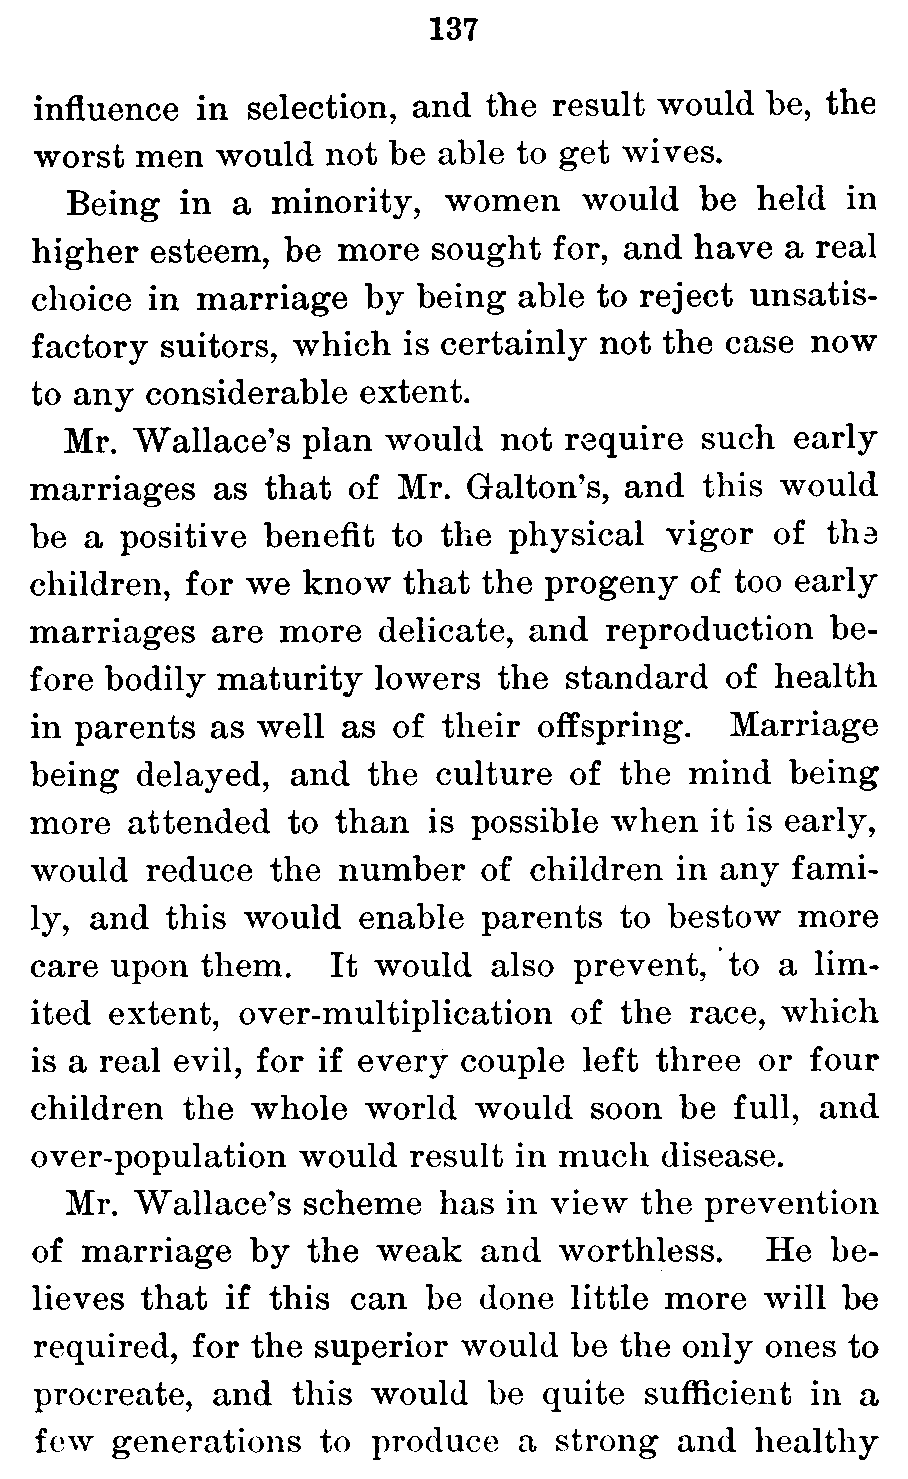 137
influence in selection, and the result would be, the
worst men would not be able to get wives.
Being in a minority, women would be held in
higher esteem, be more sought for, and have a real
choice in marriage by being able to reject unsatis-
factory suitors, which is certainly not the case now
to any considerable extent.
Mr. Wallace's plan would not require such early
marriages as that of Mr. Galton's, and this would
be a positive benefit to the physical vigor of the
children, for we know that the progeny of too early
marriages are more delicate, and reproduction be-
fore bodily maturity lowers the standard of health
in parents as well as of their offspring. Marriage
being delayed, and the culture of the mind being
more attended to than is possible when it is early,
would reduce the number of children in any fami-
ly, and this would enable parents to bestow more
care upon them. It would also prevent, to a lim-
ited extent, over-multiplication of the race, which
is a real evil, for if every couple left three or four
children the whole world would soon be full, and
over-population would result in much disease.
Mr. Wallace's scheme has in view the prevention
of marriage by the weak and worthless. He be-
lieves that if this can be done little more will be
required, for the superior would be the only ones to
procreate, and this would be quite sufficient in a
few generations to produce a strong and healthy